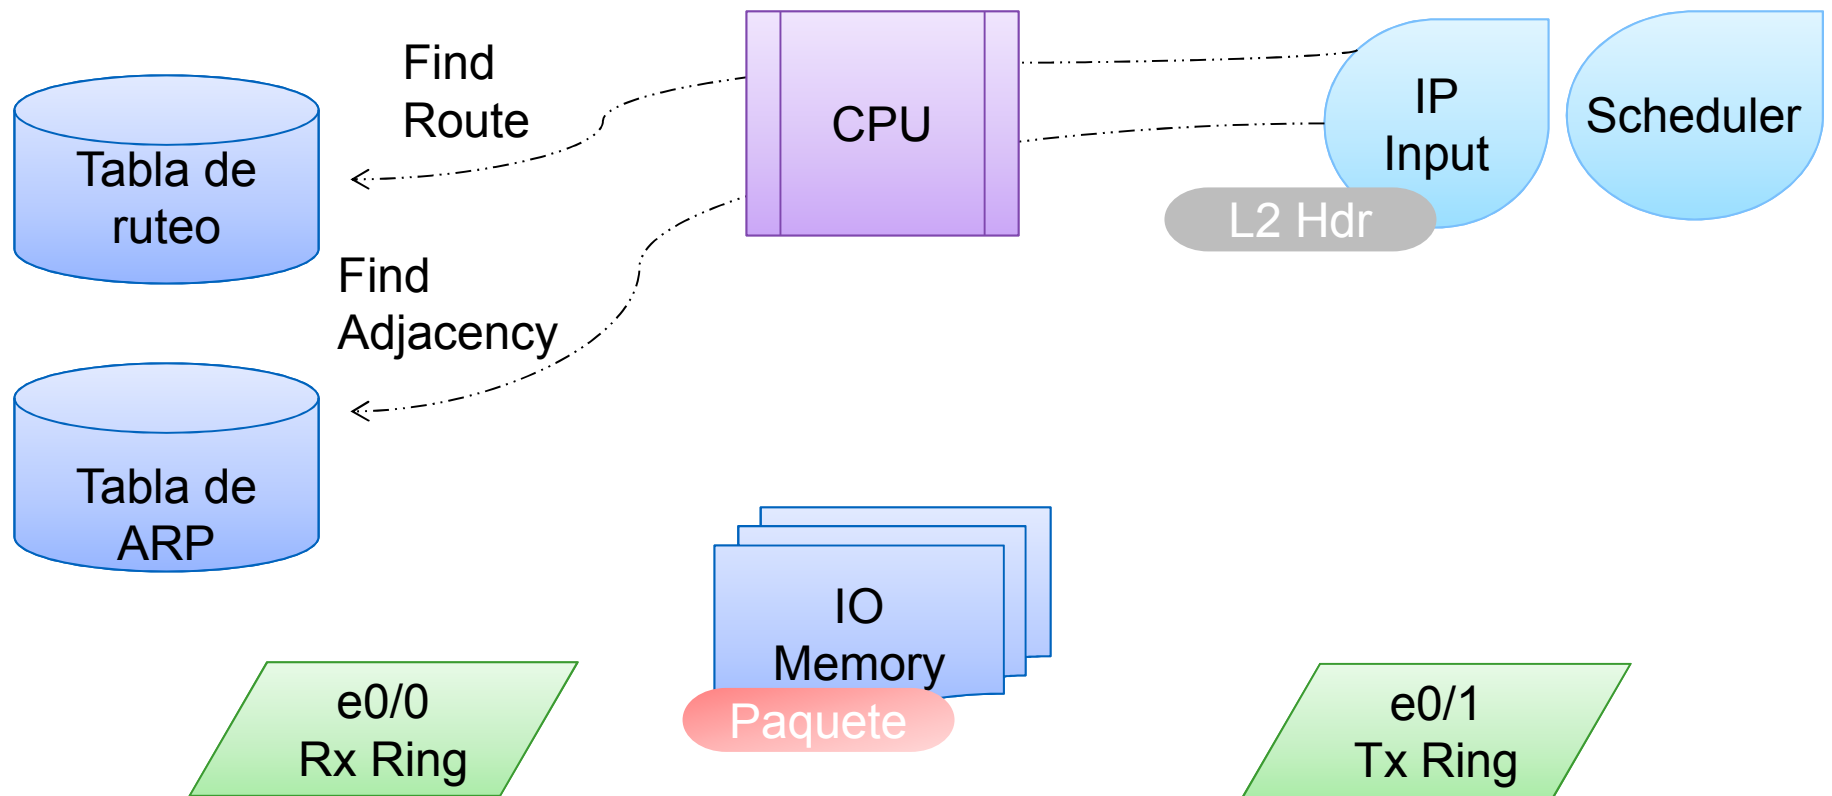 Find
Route
CPU
IP
Input
Scheduler
Tabla de
ruteo
L2 Hdr
Find
Adjacency
Tabla de
ARP
IO
Memory
Paquete
e0/0
Rx Ring
e0/1
Tx Ring